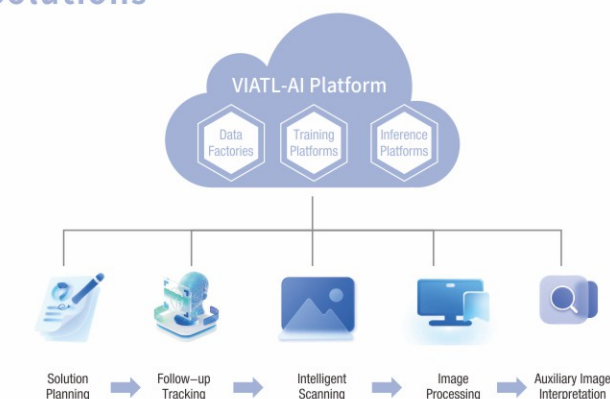 Solutions
VIATL-AI Platform
Data
Factories
Training
Platforms
Inference
Platforms
Solution
Planning
Follow-up
Tracking
Intelligent
Scanning
Image
Processing
Auxiliary Image
Interpretation